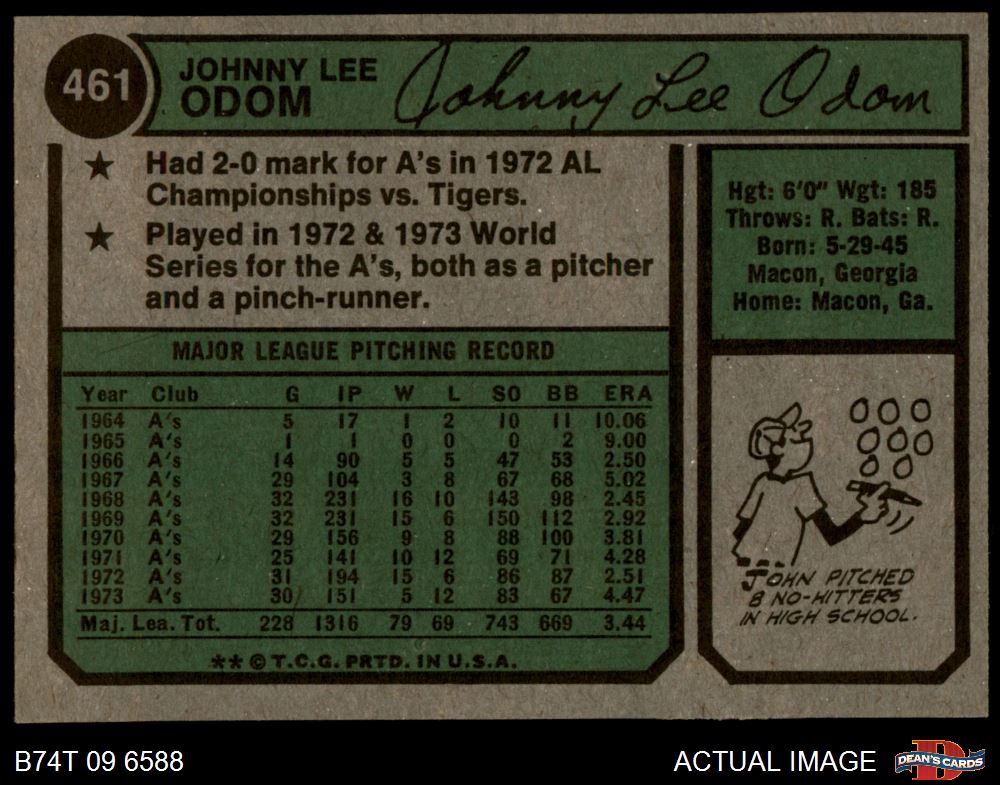 461
JOHNNY LEE
ODOM
Johnny Lee Odom
★ Had 2-0 mark for A's in 1972 AL
Championships vs. Tigers.
★ Played in 1972 & 1973 World
Series for the A's, both as a pitcher
and a pinch-runner.
Hgt: 6'0" Wgt: 185
Throws: R. Bats: R.
Born: 5-29-45
Macon, Georgia
Home: Macon, Ga.
MAJOR LEAGUE PITCHING RECORD
Year Club G IP W L SO BB ERA
1964 A's 5 17 1 2 10 11 10.06
1965 A's 1 1 0 0 0 2 9.00
1966 A's 14 90 5 5 47 53 2.50
1967 A's 29 104 3 8 67 68 5.02
1968 A's 32 231 16 10 143 98 2.45
1969 A's 32 231 15 6 150 112 2.92
1970 A's 29 156 9 8 88 100 3.81
1971 A's 25 141 10 12 69 71 4.28
1972 A's 31 194 15 6 86 87 2.51
1973 A's 30 151 5 12 83 67 4.47
Maj. Lea. Tot. 228 1316 79 69 743 669 3.44
**©T.C.G. PRTD. IN U.S.A.
000
000
00
JOHN PITCHED
8 NO-HITTERS
IN HIGH SCHOOL.
B74T 09 6588
ACTUAL IMAGE
DEAN'S CARDS